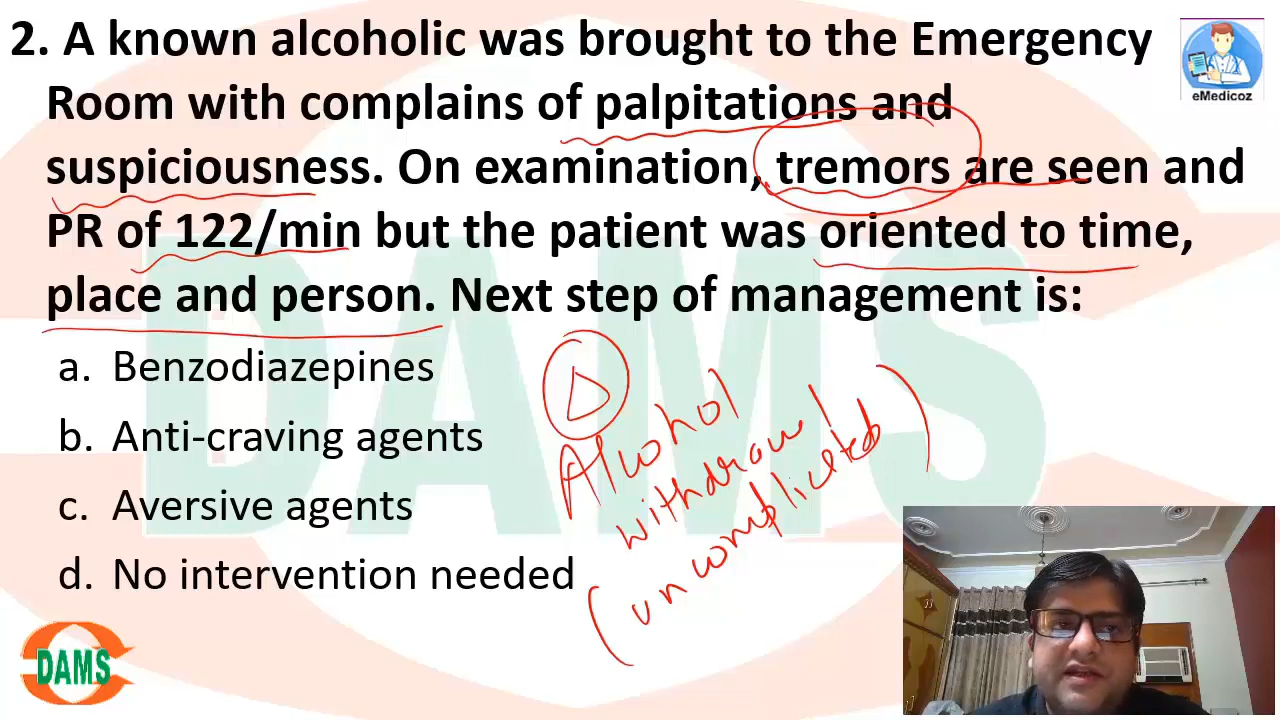 2. A known alcoholic was brought to the Emergency
Room with complains of palpitations and
suspiciousness. On examination, tremors are seen and
PR of 122/min but the patient was oriented to time,
place and person. Next step of management is:
a. Benzodiazepines
b. Anti-craving agents
c. Aversive agents
d. No intervention needed
Δ
Alcohol
withdrawal
(uncomplicated)
eMedicoz
DAMS
DAMS